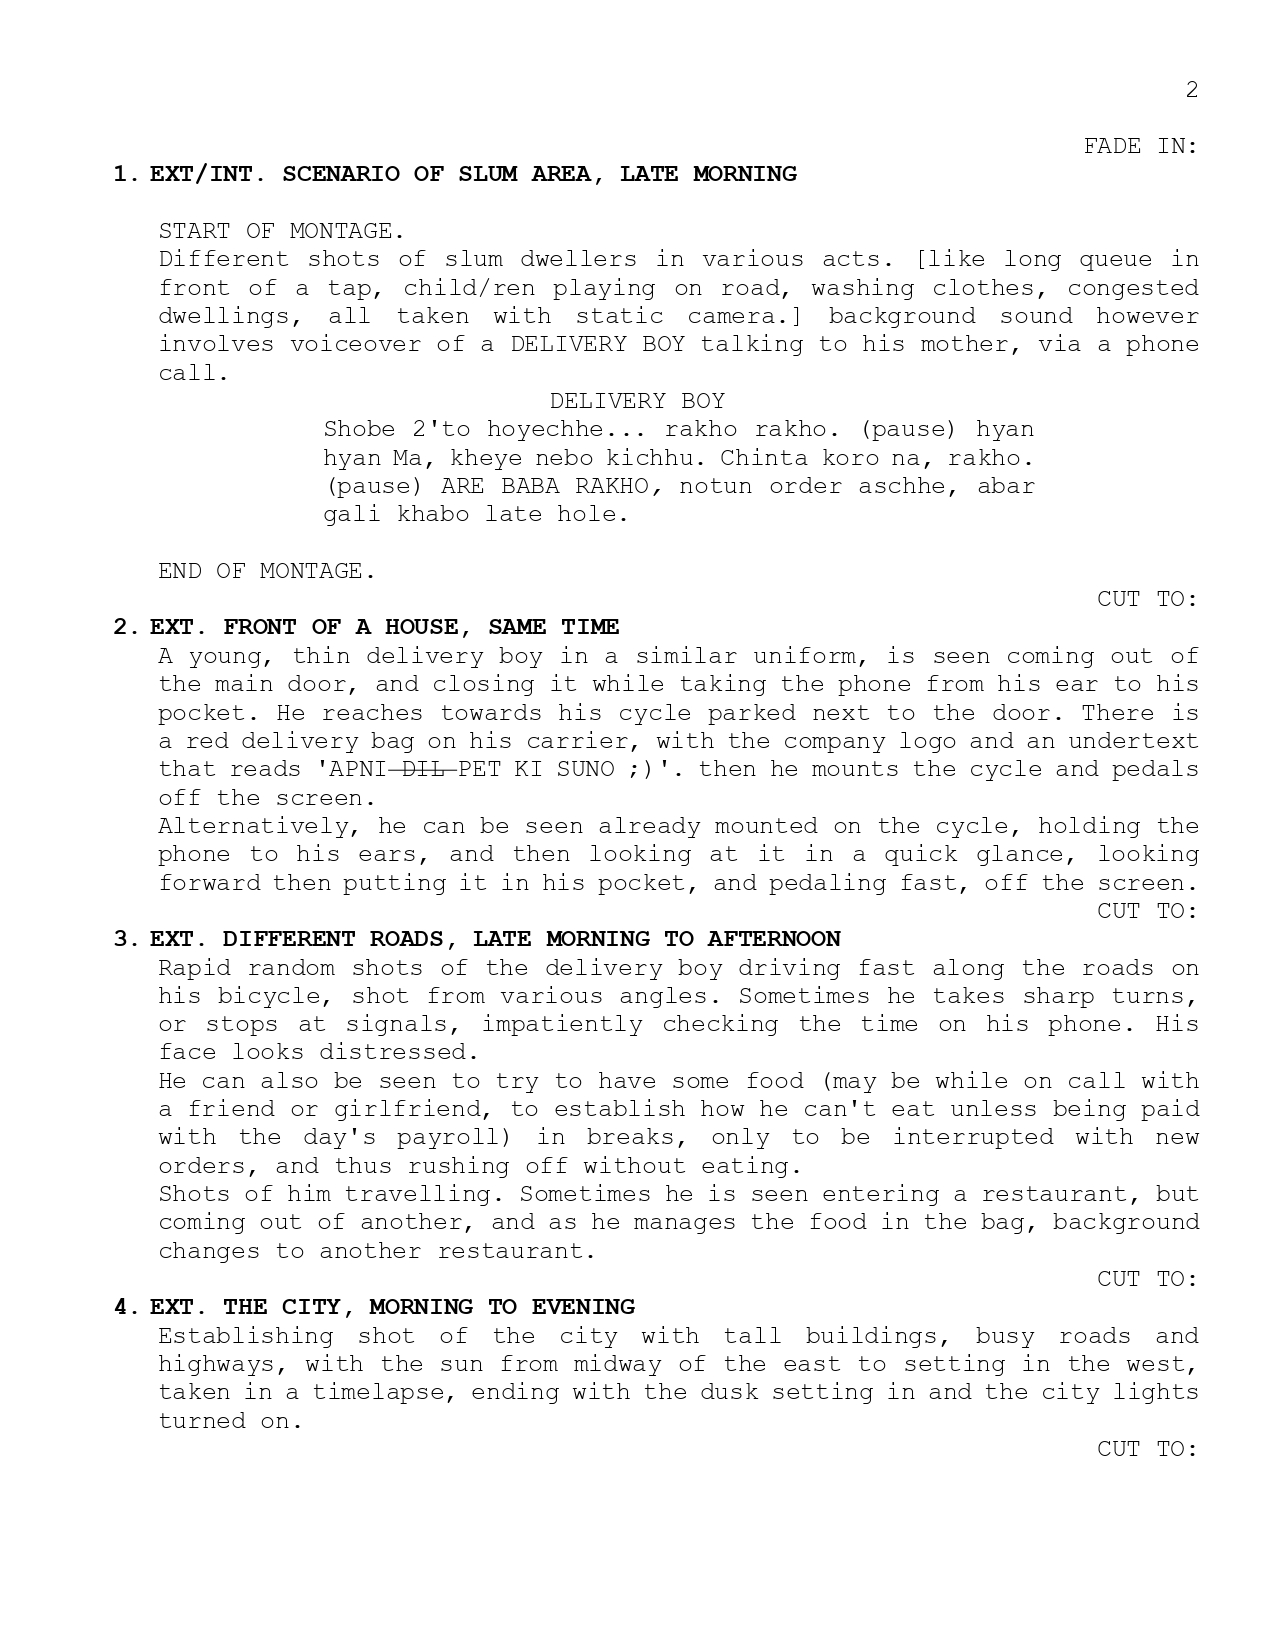 2
FADE IN:
1. EXT/INT. SCENARIO OF SLUM AREA, LATE MORNING
START OF MONTAGE.
Different shots of slum dwellers in various acts. [like long queue in
front of a tap, child/ren playing on road, washing clothes, congested
dwellings, all taken with static camera.] background sound however
involves voiceover of a DELIVERY BOY talking to his mother, via a phone
call.
DELIVERY BOY
Shobe 2'to hoyechhe... rakho rakho. (pause) hyan
hyan Ma, kheye nebo kichhu. Chinta koro na, rakho.
(pause) ARE BABA RAKHO, notun order aschhe, abar
gali khabo late hole.
END OF MONTAGE.
CUT TO:
2. EXT. FRONT OF A HOUSE, SAME TIME
A young, thin delivery boy in a similar uniform, is seen coming out of
the main door, and closing it while taking the phone from his ear to his
pocket. He reaches towards his cycle parked next to the door. There is
a red delivery bag on his carrier, with the company logo and an undertext
that reads 'APNI DIL PET KI SUNO ;)'. then he mounts the cycle and pedals
off the screen.
Alternatively, he can be seen already mounted on the cycle, holding the
phone to his ears, and then looking at it in a quick glance, looking
forward then putting it in his pocket, and pedaling fast, off the screen.
CUT TO:
3. EXT. DIFFERENT ROADS, LATE MORNING TO AFTERNOON
Rapid random shots of the delivery boy driving fast along the roads on
his bicycle, shot from various angles. Sometimes he takes sharp turns,
or stops at signals, impatiently checking the time on his phone. His
face looks distressed.
He can also be seen to try to have some food (may be while on call with
a friend or girlfriend, to establish how he can't eat unless being paid
with the day's payroll) in breaks, only to be interrupted with new
orders, and thus rushing off without eating.
Shots of him travelling. Sometimes he is seen entering a restaurant, but
coming out of another, and as he manages the food in the bag, background
changes to another restaurant.
CUT TO:
4. EXT. THE CITY, MORNING TO EVENING
Establishing shot of the city with tall buildings, busy roads and
highways, with the sun from midway of the east to setting in the west,
taken in a timelapse, ending with the dusk setting in and the city lights
turned on.
CUT TO: